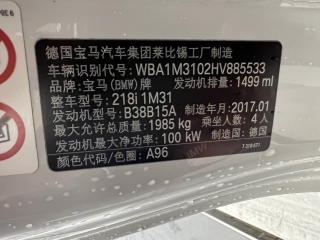 德国宝马汽车集团莱比锡工厂制造
车辆识别代号: WBA1M3102HV885533
品牌: 宝马(BMW)牌 发动机排量: 1499 ml
整车型号: 218i 1M31
发动机型号: B38B15A 制造年月: 2017.01
最大允许总质量: 1985 kg 乘坐人数: 4 人
发动机最大净功率: 100 kW 制造国: 德国
颜色代码/色圈: A96